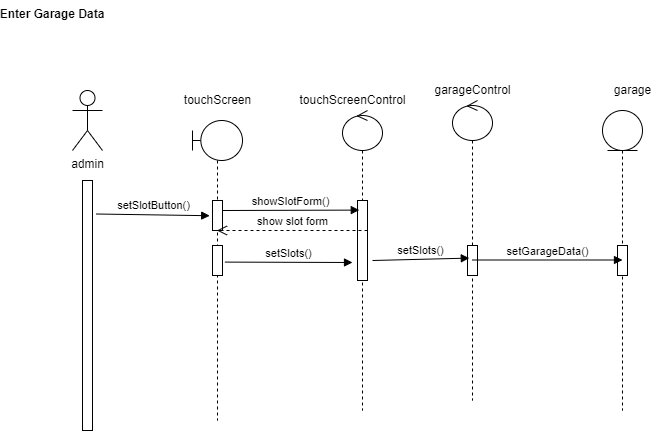 Enter Garage Data
touchScreen
touchScreenControl
garageControl
garage
admin
setSlotButton()
showSlotForm()
show slot form
setSlots()
setSlots()
setGarageData()